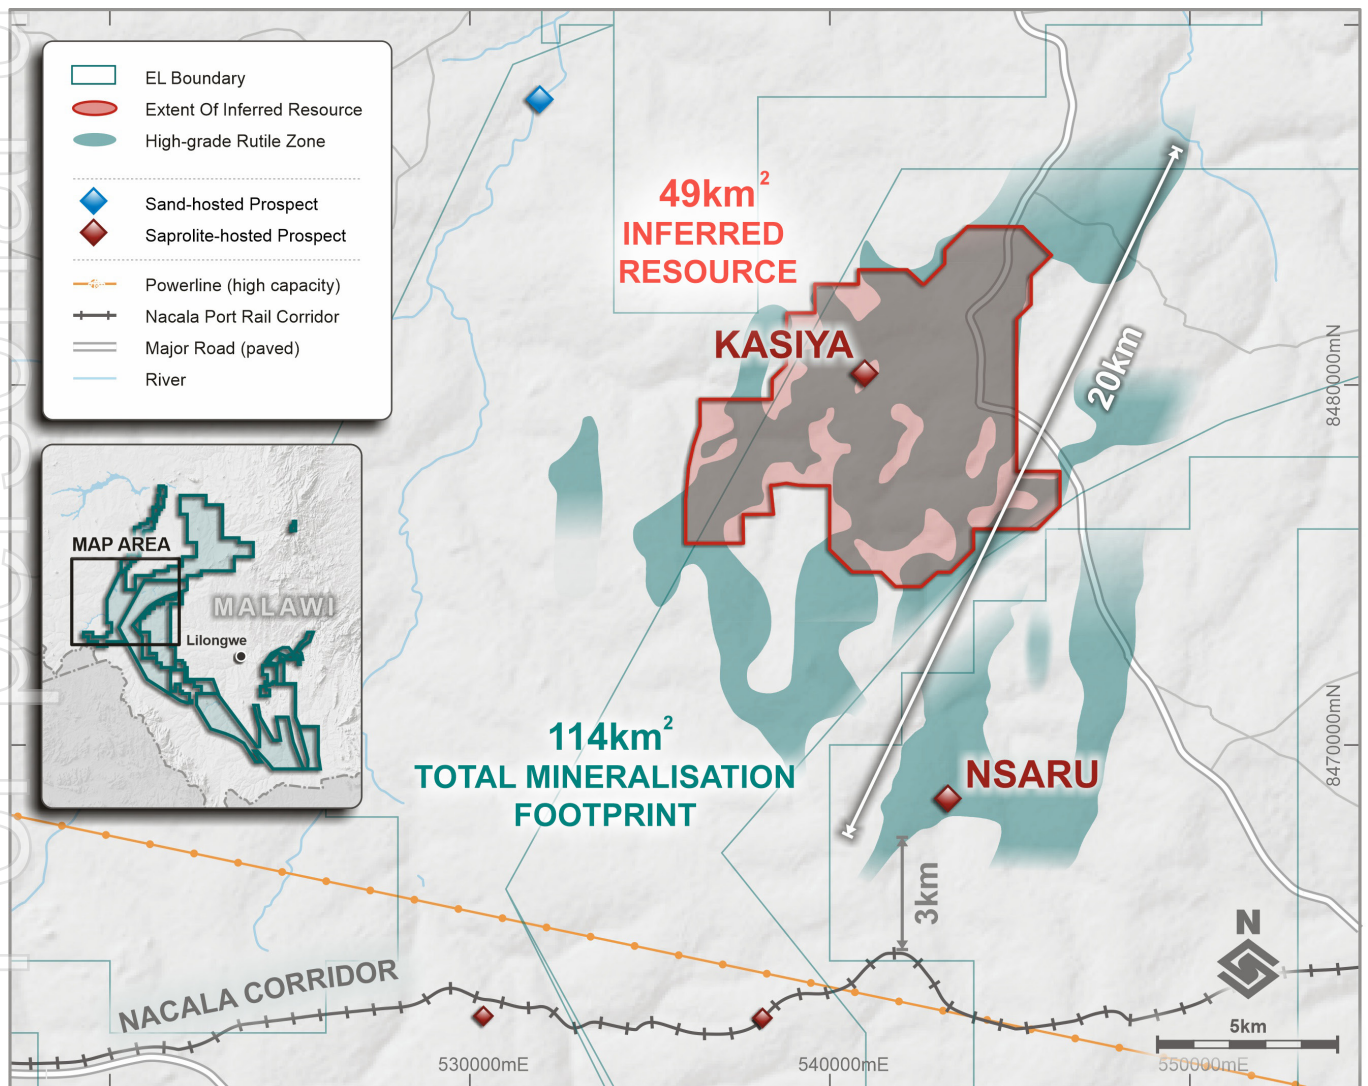 EL Boundary
Extent Of Inferred Resource
High-grade Rutile Zone
Sand-hosted Prospect
Saprolite-hosted Prospect
Powerline (high capacity)
Nacala Port Rail Corridor
Major Road (paved)
River
MAP AREA
MALAWI
Lilongwe
49km²
INFERRED
RESOURCE
KASIYA
20km
8480000mN
114km²
TOTAL MINERALISATION
FOOTPRINT
NSARU
8470000mN
3km
NACALA CORRIDOR
N
5km
530000mE
540000mE
550000mE